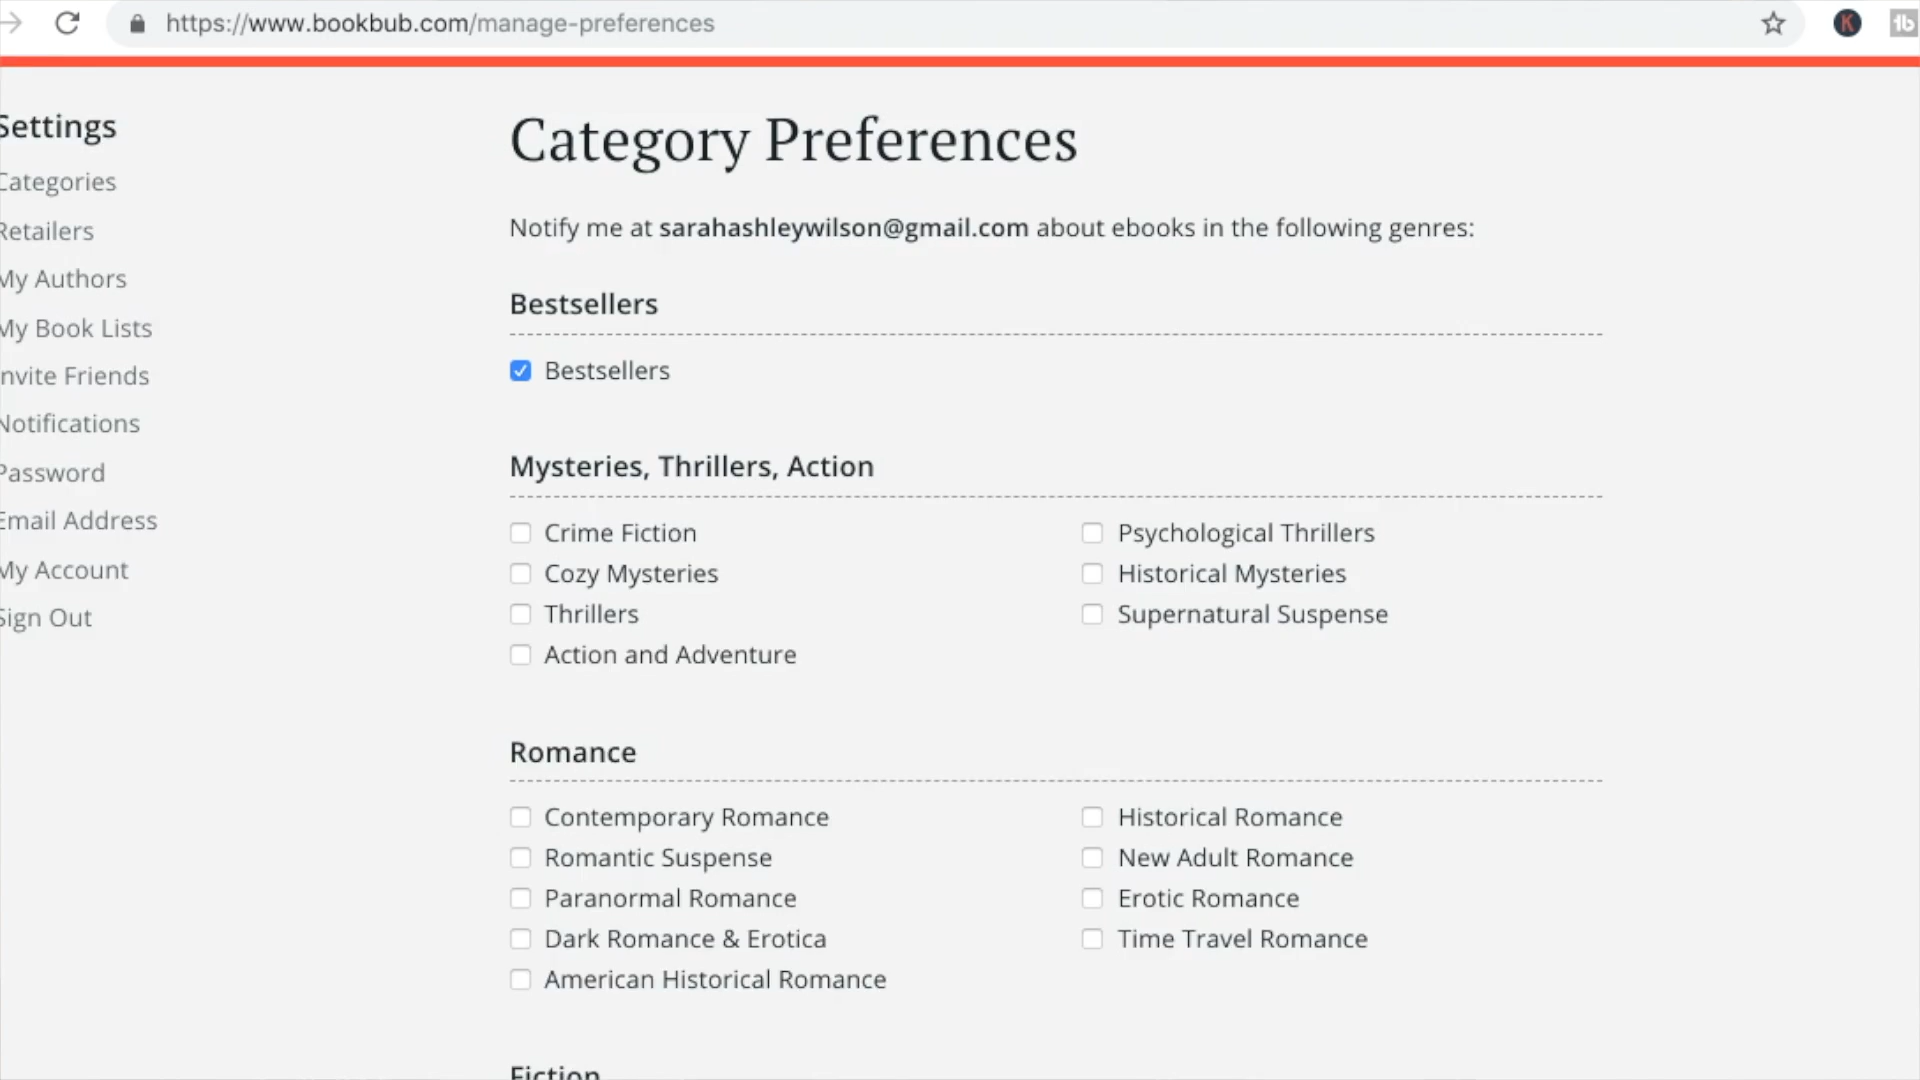 https://www.bookbub.com/manage-preferences
K
tb
Settings
Categories
Retailers
My Authors
My Book Lists
Invite Friends
Notifications
Password
Email Address
My Account
Sign Out
Category Preferences
Notify me at sarahashleywilson@gmail.com about ebooks in the following genres:
Bestsellers
Bestsellers
Mysteries, Thrillers, Action
Crime Fiction
Cozy Mysteries
Thrillers
Action and Adventure
Psychological Thrillers
Historical Mysteries
Supernatural Suspense
Romance
Contemporary Romance
Romantic Suspense
Paranormal Romance
Dark Romance & Erotica
American Historical Romance
Historical Romance
New Adult Romance
Erotic Romance
Time Travel Romance
Fiction